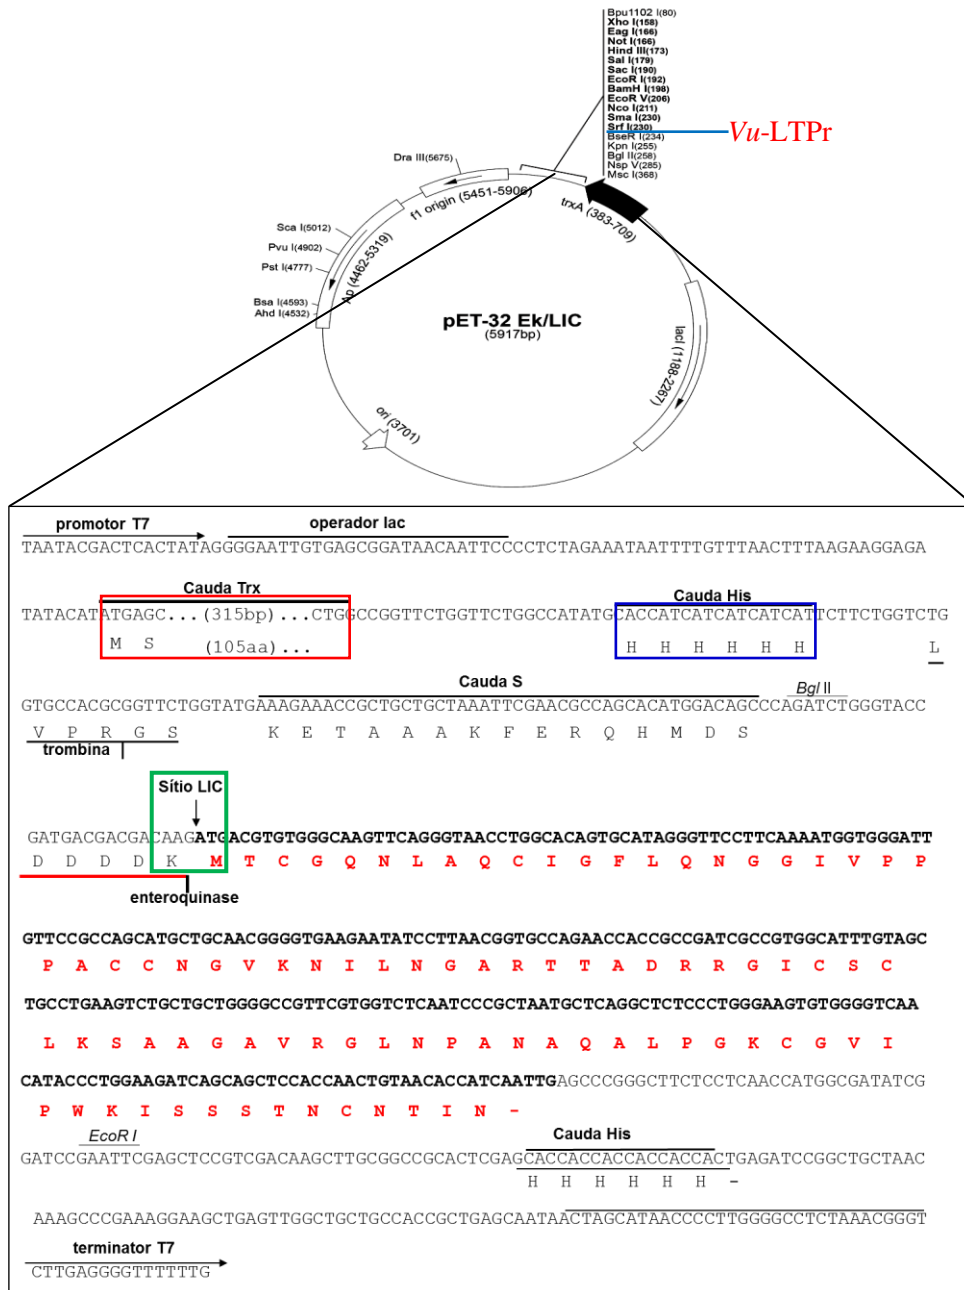 Bpu1102 I(80)
Xho I(158)
Eag I(166)
Not I(166)
Hind III(173)
Sal I(179)
Sac I(190)
EcoR I(192)
BamH I(198)
EcoR V(206)
Nco I(211)
Sma I(230)
Srf I(230)
BseR I(234)
Kpn I(255)
Bgl II(258)
Nsp V(285)
Msc I(368)
Vu-LTPr
Dra III(5675)
f1 origin (5451-5906)
trxA (383-709)
Sca I(5012)
Pvu I(4902)
Pst I(4777)
Bsa I(4593)
Ahd I(4532)
Ap (4462-5319)
pET-32 Ek/LIC
(5917bp)
lacI (1188-2267)
ori (3701)
promotor T7 operador lac
TAATACGACTCACTATAGGGGAATTGTGAGCGGATAACAATTCCCCTCTAGAAATAATTTTGTTTAACTTTAAGAAGGAGA
Cauda Trx Cauda His
TATACATATGAGC...(315bp)...CTGGCCGGTTCTGGTTCTGGCCATATGCACCATCATCATCATCATTCTTCTGGTCTG
M S (105aa)... H H H H H H L
Cauda S Bgl II
GTGCCACGCGGTTCTGGTATGAAAGAAACCGCTGCTGCTAAATTCGAACGCCAGCACATGGACAGCCCAGATCTGGGTACC
V P R G S K E T A A A K F E R Q H M D S
trombina
Sítio LIC
GATGACGACGACAAGATGACGTGTGGGCAAGTTCAGGGTAACCTGGCACAGTGCATAGGGTTCCTTCAAAATGGTGGGATT
D D D D K M T C G Q N L A Q C I G F L Q N G G I V P P
enteroquinase
GTTCCGCCAGCATGCTGCAACGGGGTGAAGAATATCCTTAACGGTGCCAGAACCACCGCCGATCGCCGTGGCATTTGTAGC
P A C C N G V K N I L N G A R T T A D R R G I C S C
TGCCTGAAGTCTGCTGCTGGGGCCGTTCGTGGTCTCAATCCCGCTAATGCTCAGGCTCTCCCTGGGAAGTGTGGGGTCAA
L K S A A G A V R G L N P A N A Q A L P G K C G V I
CATACCCTGGAAGATCAGCAGCTCCACCAACTGTAACACCATCAATTGAGCCCGGGCTTCTCCTCAACCATGGCGATATCG
P W K I S S S T N C N T I N -
EcoR I Cauda His
GATCCGAATTCGAGCTCCGTCGACAAGCTTGCGGCCGCACTCGAGCACCACCACCACCACCACTGAGATCCGGCTGCTAAC
H H H H H H -
AAAGCCCGAAAGGAAGCTGAGTTGGCTGCTGCCACCGCTGAGCAATAACTAGCATAACCCCTTGGGGCCTCTAAACGGGT
terminator T7
CTTGAGGGGTTTTTTG